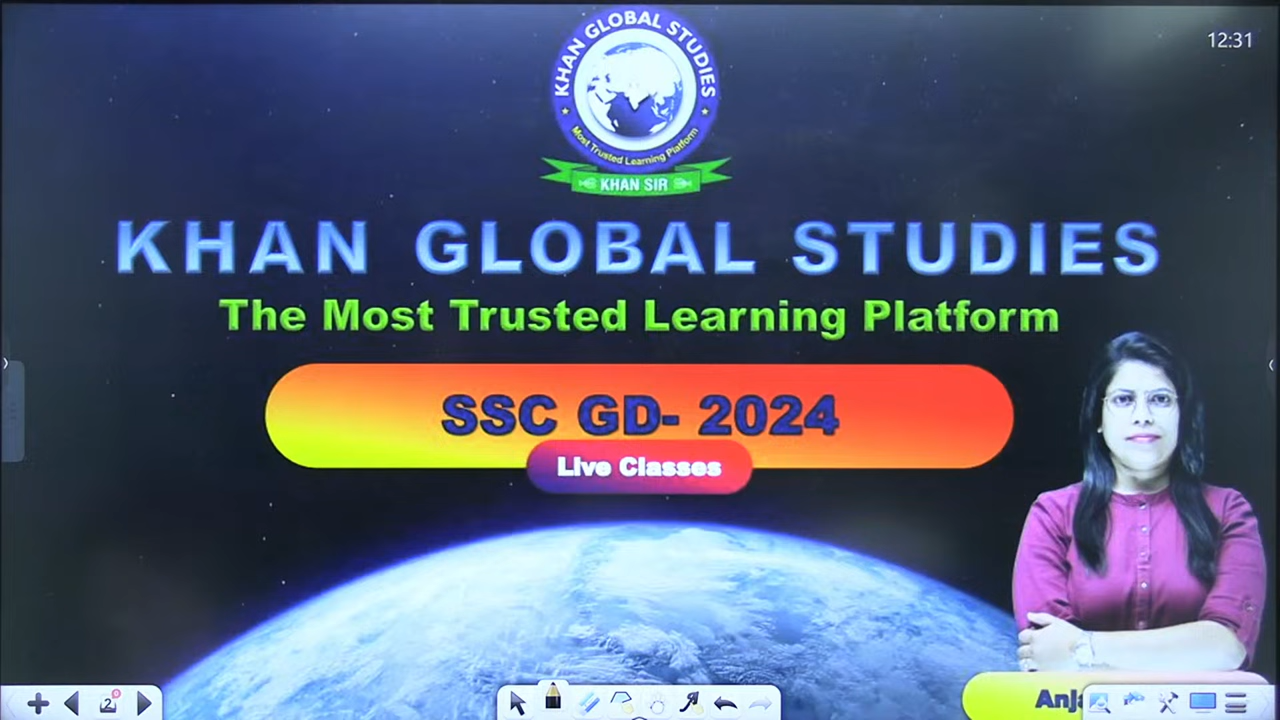 KHAN GLOBAL STUDIES
Most Trusted Learning Platform
KHAN SIR
12:31
KHAN GLOBAL STUDIES
The Most Trusted Learning Platform
SSC GD- 2024
Live Classes
2